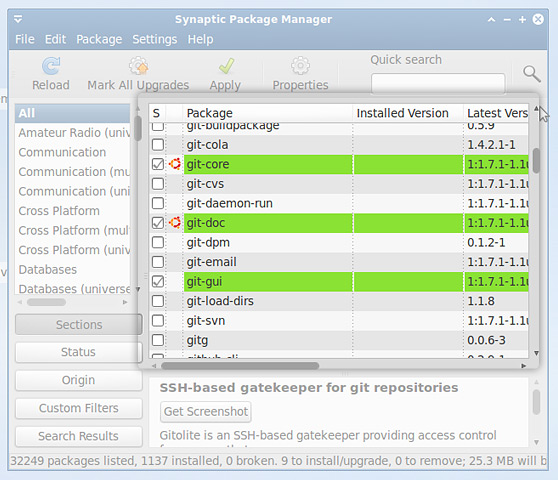 Synaptic Package Manager
File Edit Package Settings Help
Quick search
Reload Mark All Upgrades Apply Properties
All
Amateur Radio (univ
Communication
Communication (mu
Communication (uni
Cross Platform
Cross Platform (mul
Cross Platform (univ
Databases
Databases (universe
S Package Installed Version Latest Vers
git-buildpackage 0.5.9
git-cola 1.4.2.1-1
git-core 1:1.7.1-1.1u
git-cvs 1:1.7.1-1.1u
git-daemon-run 1:1.7.1-1.1u
git-doc 1:1.7.1-1.1u
git-dpm 0.1.2-1
git-email 1:1.7.1-1.1u
git-gui 1:1.7.1-1.1u
git-load-dirs 1.1.8
git-svn 1:1.7.1-1.1u
gitg 0.0.6-3
Sections
Status
Origin
Custom Filters
Search Results
SSH-based gatekeeper for git repositories
Get Screenshot
Gitolite is an SSH-based gatekeeper providing access control
32249 packages listed, 1137 installed, 0 broken. 9 to install/upgrade, 0 to remove; 25.3 MB will b